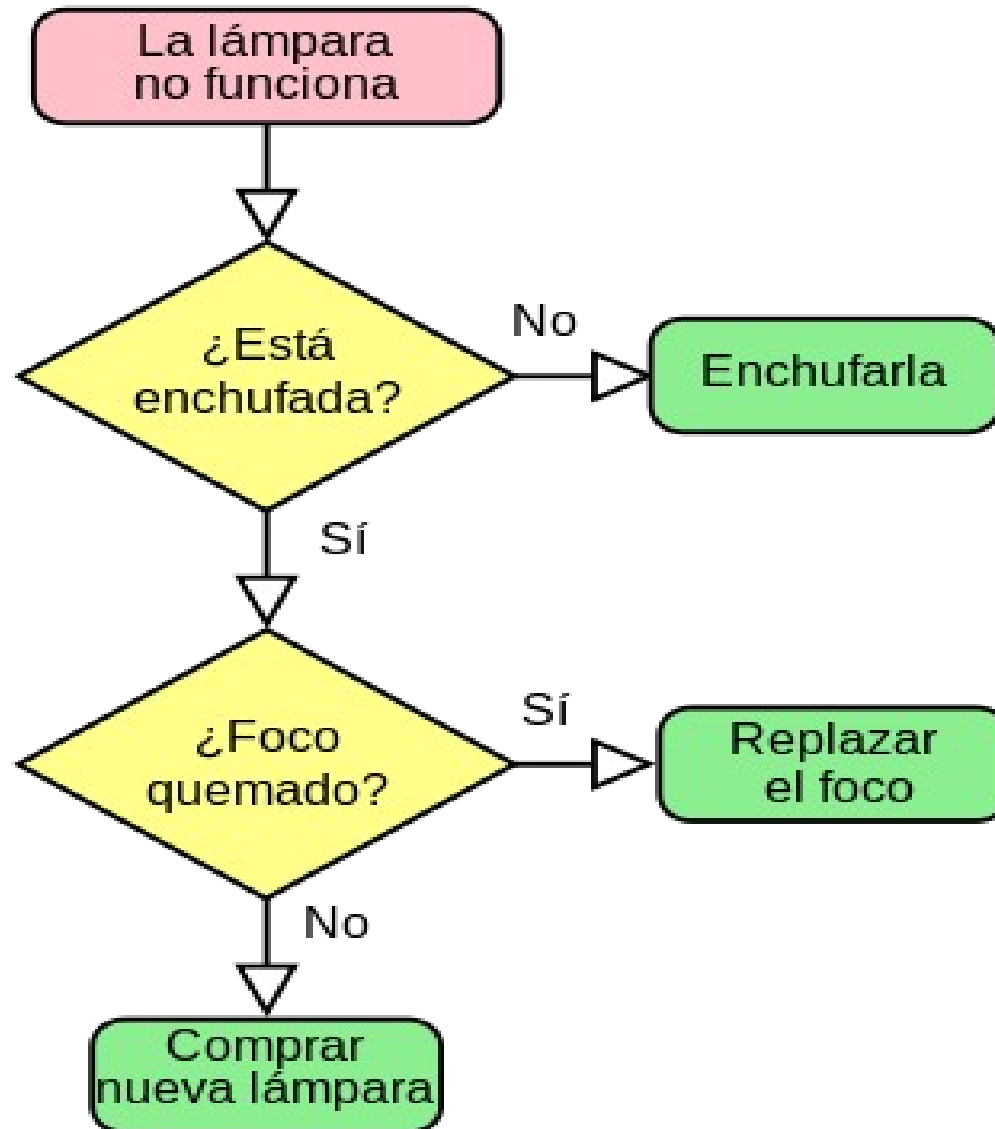 La lámpara
no funciona
¿Está
enchufada?
No
Enchufarla
Sí
¿Foco
quemado?
Sí
Replazar
el foco
No
Comprar
nueva lámpara